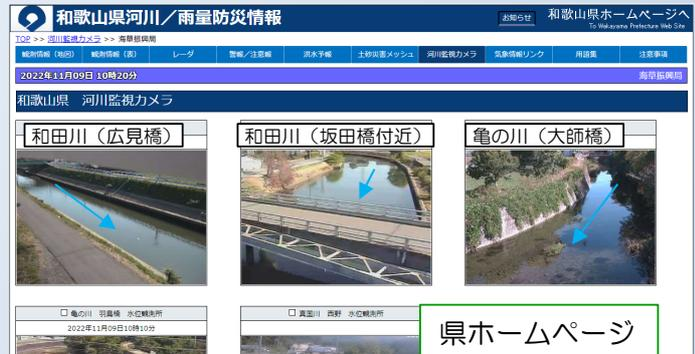 和歌山県河川／雨量防災情報
お知らせ
和歌山県ホームページへ
To Wakayama Prefecture Web Site
TOP >> 河川監視カメラ >> 海草振興局
観測情報（地図） 観測情報（表） レーダ 警報／注意報 洪水予報 土砂災害メッシュ 河川監視カメラ 気象情報リンク 用語集 注意事項
2022年11月09日 10時20分
海草振興局
和歌山県 河川監視カメラ
和田川（広見橋）
和田川（坂田橋付近）
亀の川（大師橋）
亀の川 羽鳥橋 水位観測所
真国川 西野 水位観測所
2022年11月09日10時10分
県ホームページ